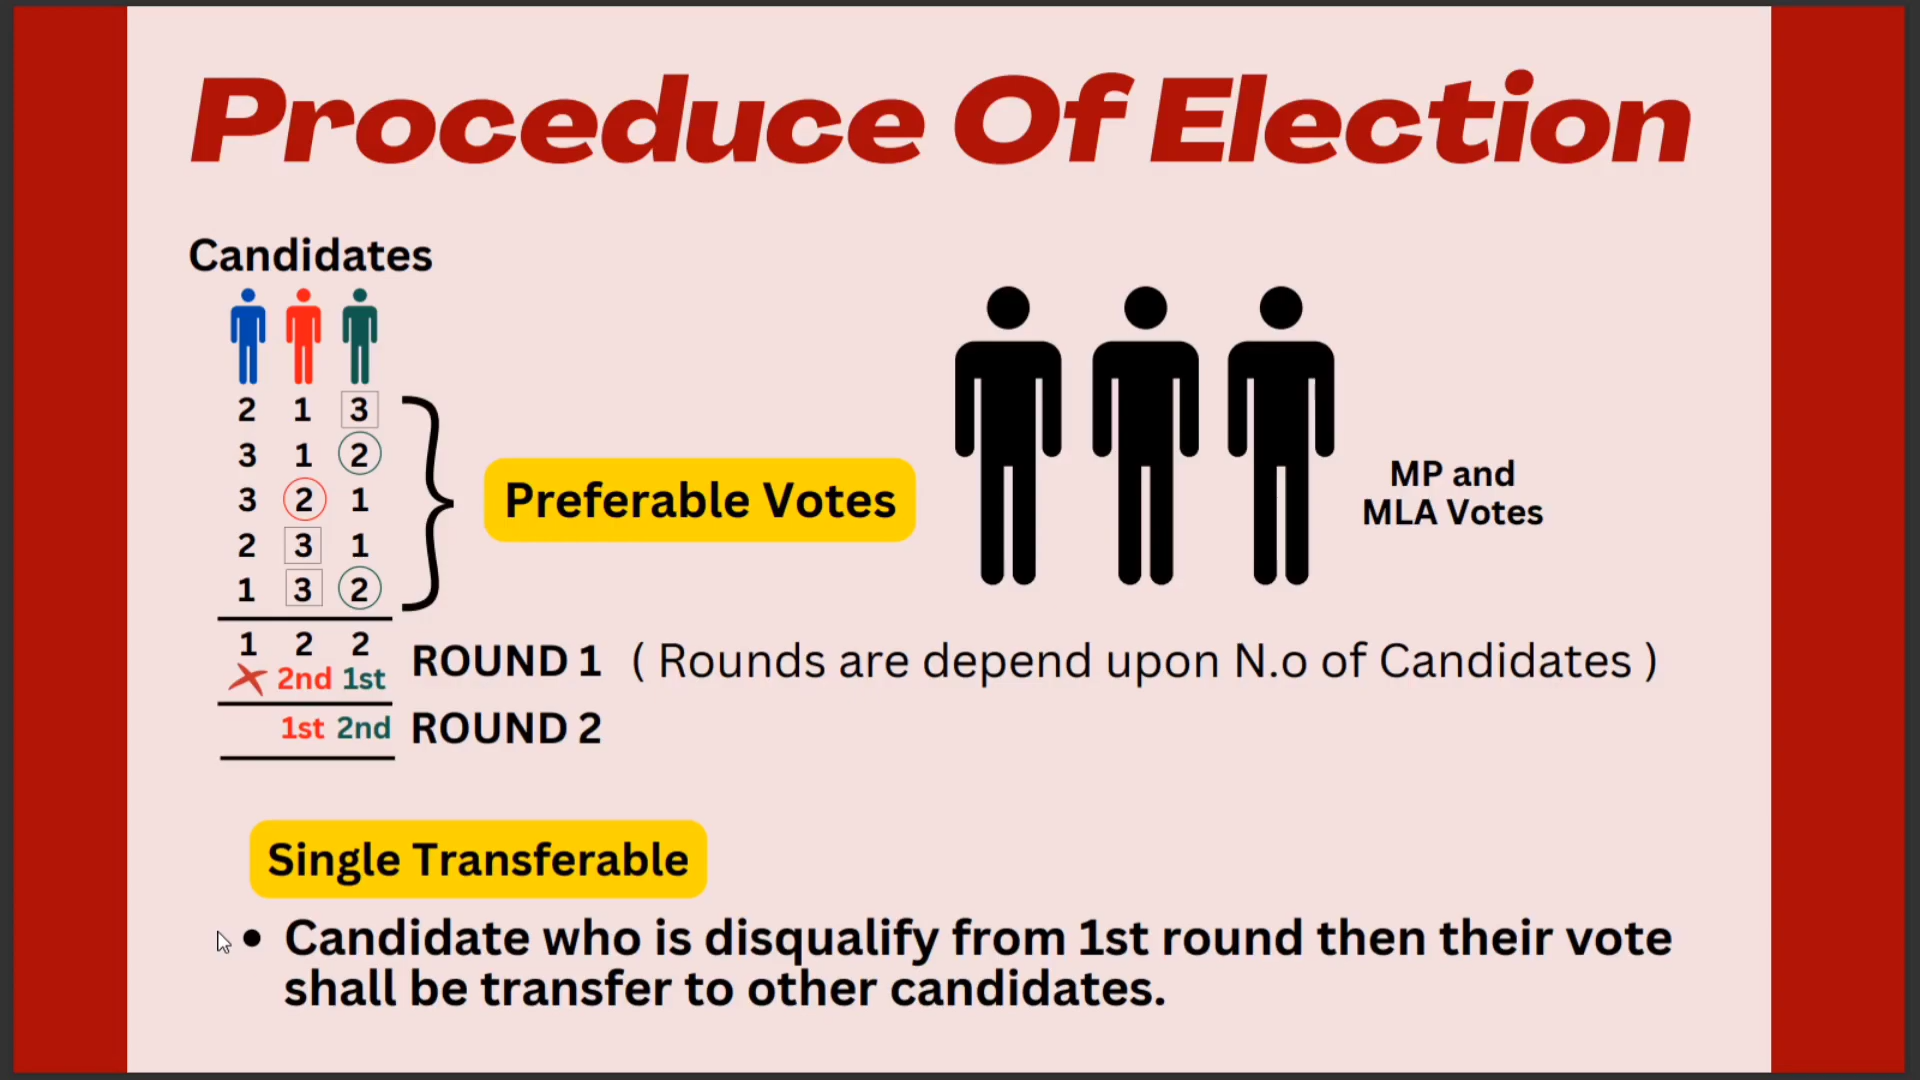 Proceduce Of Election
Candidates
2 1 3
3 1 2
3 2 1
2 3 1
1 3 2
Preferable Votes
MP and
MLA Votes
1 2 2
2nd 1st
ROUND 1 ( Rounds are depend upon N.o of Candidates )
1st 2nd ROUND 2
Single Transferable
• Candidate who is disqualify from 1st round then their vote
shall be transfer to other candidates.